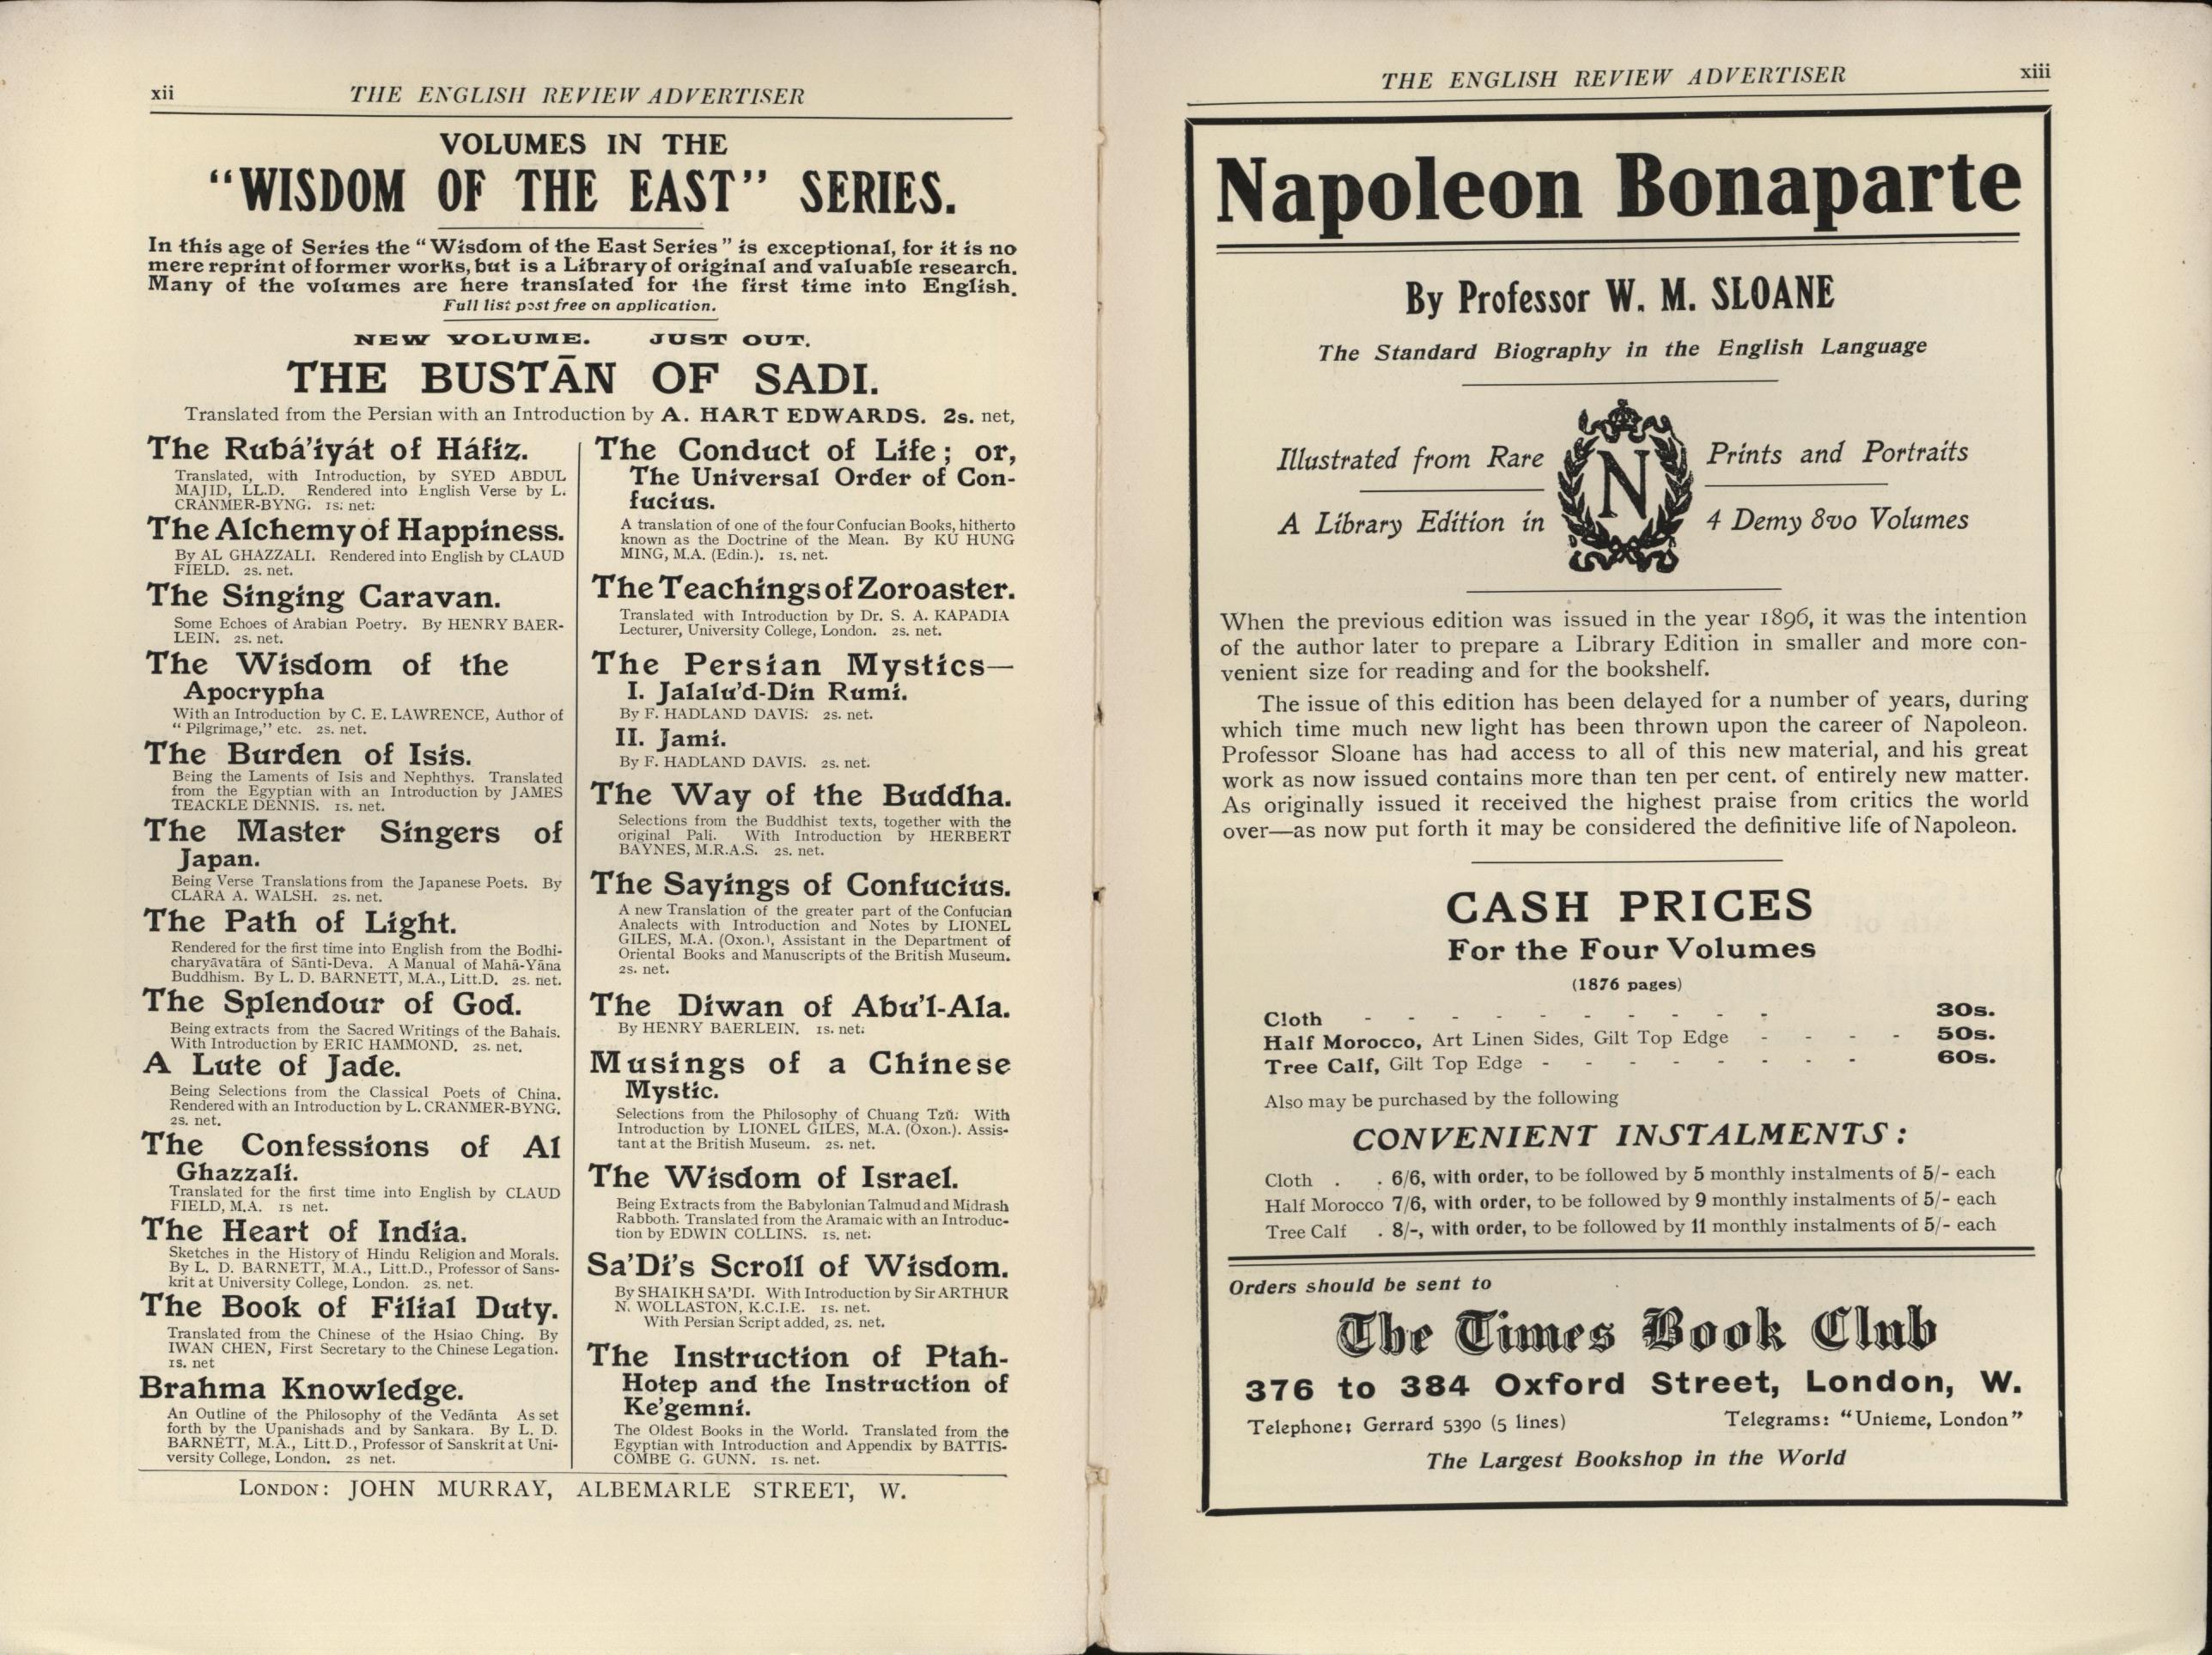 xii
THE ENGLISH REVIEW ADVERTISER
VOLUMES IN THE
“WISDOM OF THE EAST” SERIES.
In this age of Series the “Wisdom of the East Series” is exceptional, for it is no
mere reprint of former works, but is a Library of original and valuable research.
Many of the volumes are here translated for the first time into English.
Full list post free on application.
NEW VOLUME. JUST OUT.
THE BUSTĀN OF SADI.
Translated from the Persian with an Introduction by A. HART EDWARDS. 2s. net,
The Rubá’iyát of Háfiz.
Translated, with Introduction, by SYED ABDUL
MAJID, LL.D. Rendered into English Verse by L.
CRANMER-BYNG. 1s. net.
The Alchemy of Happiness.
By AL GHAZZALI. Rendered into English by CLAUD
FIELD. 2s. net.
The Singing Caravan.
Some Echoes of Arabian Poetry. By HENRY BAER-
LEIN. 2s. net.
The Wisdom of the
Apocrypha
With an Introduction by C. E. LAWRENCE, Author of
“Pilgrimage,” etc. 2s. net.
The Burden of Isis.
Being the Laments of Isis and Nephthys. Translated
from the Egyptian with an Introduction by JAMES
TEACKLE DENNIS. 1s. net.
The Master Singers of
Japan.
Being Verse Translations from the Japanese Poets. By
CLARA A. WALSH. 2s. net.
The Path of Light.
Rendered for the first time into English from the Bodhi-
charyāvatāra of Sānti-Deva. A Manual of Mahā-Yāna
Buddhism. By L. D. BARNETT, M.A., Litt.D. 2s. net.
The Splendour of God.
Being extracts from the Sacred Writings of the Bahais.
With Introduction by ERIC HAMMOND. 2s. net.
A Lute of Jade.
Being Selections from the Classical Poets of China.
Rendered with an Introduction by L. CRANMER-BYNG.
2s. net.
The Confessions of Al
Ghazzali.
Translated for the first time into English by CLAUD
FIELD, M.A. 1s net.
The Heart of India.
Sketches in the History of Hindu Religion and Morals.
By L. D. BARNETT, M.A., Litt.D., Professor of Sans-
krit at University College, London. 2s. net.
The Book of Filial Duty.
Translated from the Chinese of the Hsiao Ching. By
IWAN CHEN, First Secretary to the Chinese Legation.
1s. net
Brahma Knowledge.
An Outline of the Philosophy of the Vedānta As set
forth by the Upanishads and by Sankara. By L. D.
BARNETT, M.A., Litt.D., Professor of Sanskrit at Uni-
versity College, London. 2s net.
The Conduct of Life; or,
The Universal Order of Con-
fucius.
A translation of one of the four Confucian Books, hitherto
known as the Doctrine of the Mean. By KU HUNG
MING, M.A. (Edin.). 1s. net.
The Teachings of Zoroaster.
Translated with Introduction by Dr. S. A. KAPADIA
Lecturer, University College, London. 2s. net.
The Persian Mystics—
I. Jalalu’d-Din Rumi.
By F. HADLAND DAVIS. 2s. net.
II. Jami.
By F. HADLAND DAVIS. 2s. net.
The Way of the Buddha.
Selections from the Buddhist texts, together with the
original Pali. With Introduction by HERBERT
BAYNES, M.R.A.S. 2s. net.
The Sayings of Confucius.
A new Translation of the greater part of the Confucian
Analects with Introduction and Notes by LIONEL
GILES, M.A. (Oxon.), Assistant in the Department of
Oriental Books and Manuscripts of the British Museum.
2s. net.
The Diwan of Abu’l-Ala.
By HENRY BAERLEIN. 1s. net.
Musings of a Chinese
Mystic.
Selections from the Philosophy of Chuang Tzŭ. With
Introduction by LIONEL GILES, M.A. (Oxon.). Assis-
tant at the British Museum. 2s. net.
The Wisdom of Israel.
Being Extracts from the Babylonian Talmud and Midrash
Rabboth. Translated from the Aramaic with an Introduc-
tion by EDWIN COLLINS. 1s. net.
Sa’Di’s Scroll of Wisdom.
By SHAIKH SA’DI. With Introduction by Sir ARTHUR
N. WOLLASTON, K.C.I.E. 1s. net.
With Persian Script added, 2s. net.
The Instruction of Ptah-
Hotep and the Instruction of
Ke’gemni.
The Oldest Books in the World. Translated from the
Egyptian with Introduction and Appendix by BATTIS-
COMBE G. GUNN. 1s. net.
LONDON: JOHN MURRAY, ALBEMARLE STREET, W.
THE ENGLISH REVIEW ADVERTISER
xiii
Napoleon Bonaparte
By Professor W. M. SLOANE
The Standard Biography in the English Language
Illustrated from Rare Prints and Portraits
N
A Library Edition in 4 Demy 8vo Volumes
When the previous edition was issued in the year 1896, it was the intention
of the author later to prepare a Library Edition in smaller and more con-
venient size for reading and for the bookshelf.
The issue of this edition has been delayed for a number of years, during
which time much new light has been thrown upon the career of Napoleon.
Professor Sloane has had access to all of this new material, and his great
work as now issued contains more than ten per cent. of entirely new matter.
As originally issued it received the highest praise from critics the world
over—as now put forth it may be considered the definitive life of Napoleon.
CASH PRICES
For the Four Volumes
(1876 pages)
Cloth - - - - - - - - - - 30s.
Half Morocco, Art Linen Sides, Gilt Top Edge - - - - 50s.
Tree Calf, Gilt Top Edge - - - - - - - - 60s.
Also may be purchased by the following
CONVENIENT INSTALMENTS:
Cloth . . 6/6, with order, to be followed by 5 monthly instalments of 5/- each
Half Morocco 7/6, with order, to be followed by 9 monthly instalments of 5/- each
Tree Calf . 8/-, with order, to be followed by 11 monthly instalments of 5/- each
Orders should be sent to
The Times Book Club
376 to 384 Oxford Street, London, W.
Telephone: Gerrard 5390 (5 lines) Telegrams: “Unieme, London”
The Largest Bookshop in the World